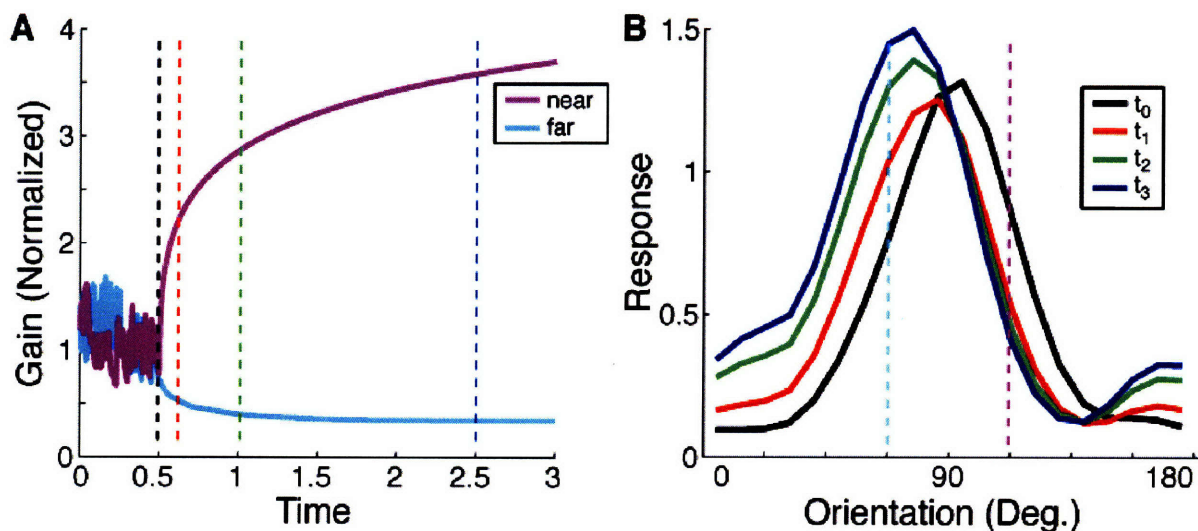 A
Gain (Normalized)
4
3
2
1
0
0
0.5
1
1.5
2
2.5
3
Time
near
far
B
Response
1.5
1
0.5
0
0
90
180
Orientation (Deg.)
t0
t1
t2
t3